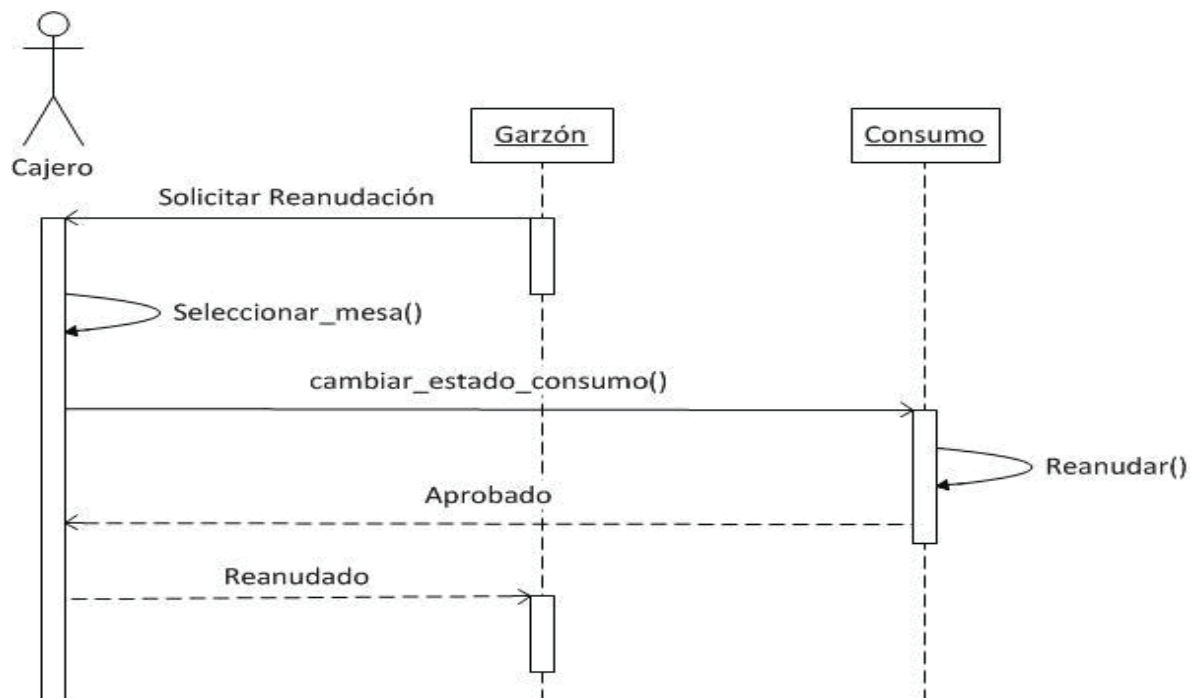 Cajero
Garzón
Consumo
Solicitar Reanudación
Seleccionar_mesa()
cambiar_estado_consumo()
Reanudar()
Aprobado
Reanudado